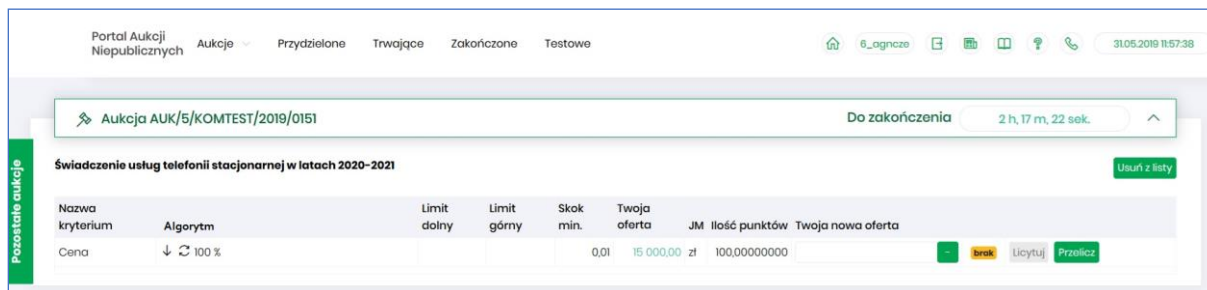 Portal Aukcji
Niepublicznych Aukcje Przydzielone Trwające Zakończone Testowe 6_agncze 31.05.2019 11:57:38
Aukcja AUK/5/KOMTEST/2019/0151 Do zakończenia 2 h, 17 m, 22 sek.
Pozostałe aukcje
Świadczenie usług telefonii stacjonarnej w latach 2020-2021 Usuń z listy
Nazwa Limit Limit Skok Twoja
kryterium Algorytm dolny górny min. oferta JM Ilość punktów Twoja nowa oferta
Cena ↓ 100 % 0,01 15 000,00 zł 100,00000000 - brak Licytuj Przelicz